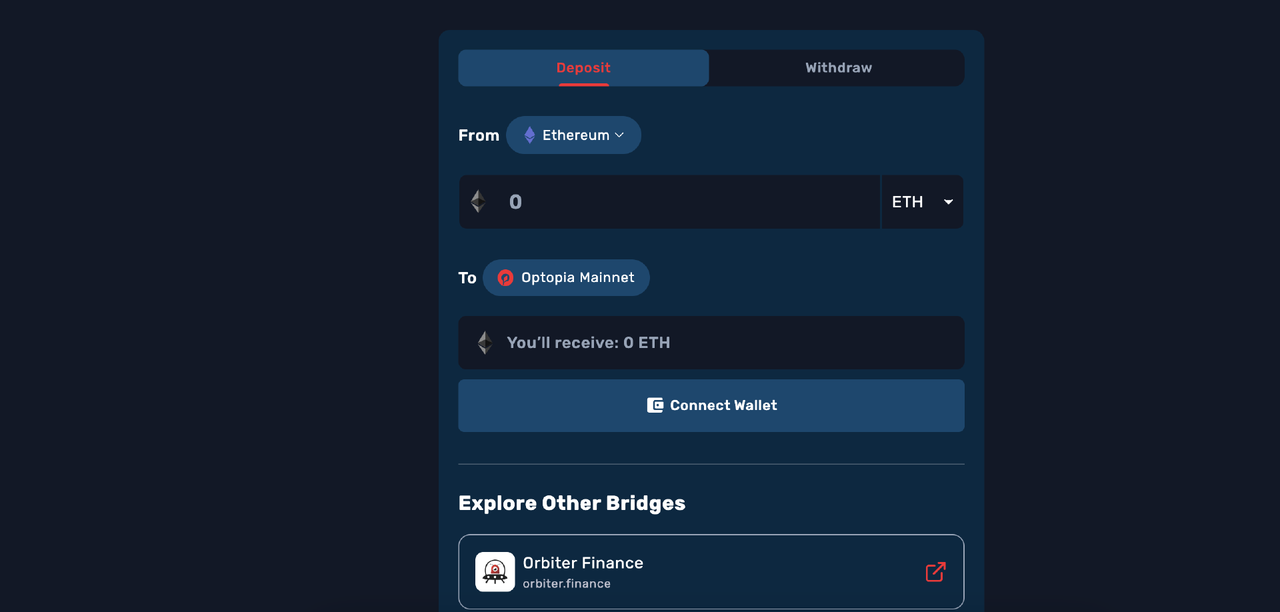 Deposit
Withdraw
From Ethereum
0 ETH
To Optopia Mainnet
You'll receive: 0 ETH
Connect Wallet
Explore Other Bridges
Orbiter Finance
orbiter.finance